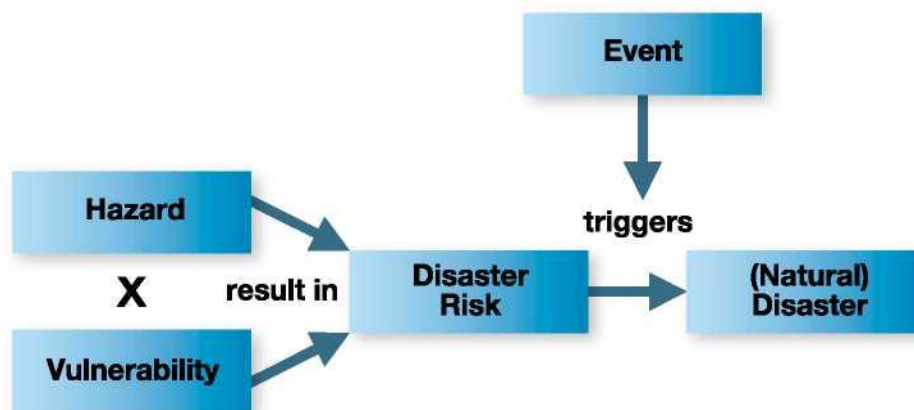 Event
Hazard
triggers
X
result in
Disaster
Risk
(Natural)
Disaster
Vulnerability